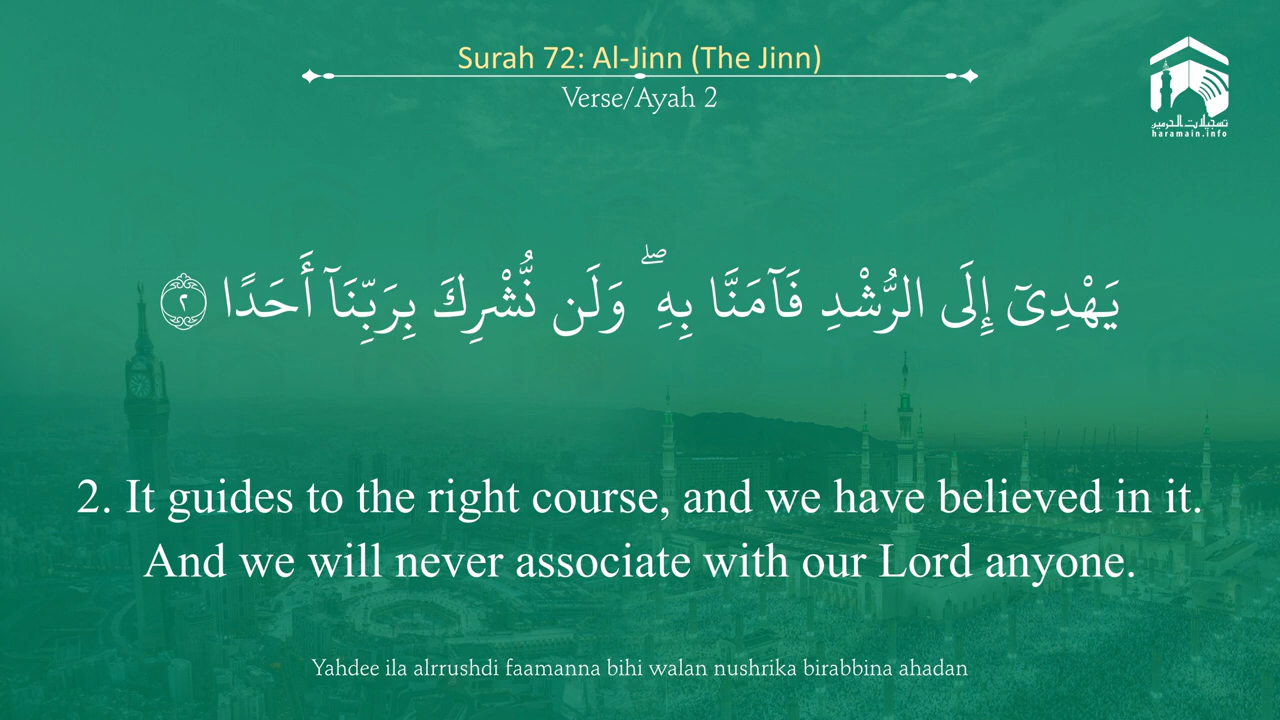 Surah 72: Al-Jinn (The Jinn)
Verse/Ayah 2
تسجيلات الحرمين
haramain.info
يَهْدِىٓ إِلَى الرُّشْدِ فَآمَنَّا بِهِ ۖ وَلَن نُّشْرِكَ بِرَبِّنَآ أَحَدًا ۝٢
2. It guides to the right course, and we have believed in it.
And we will never associate with our Lord anyone.
Yahdee ila alrrushdi faamanna bihi walan nushrika birabbina ahadan